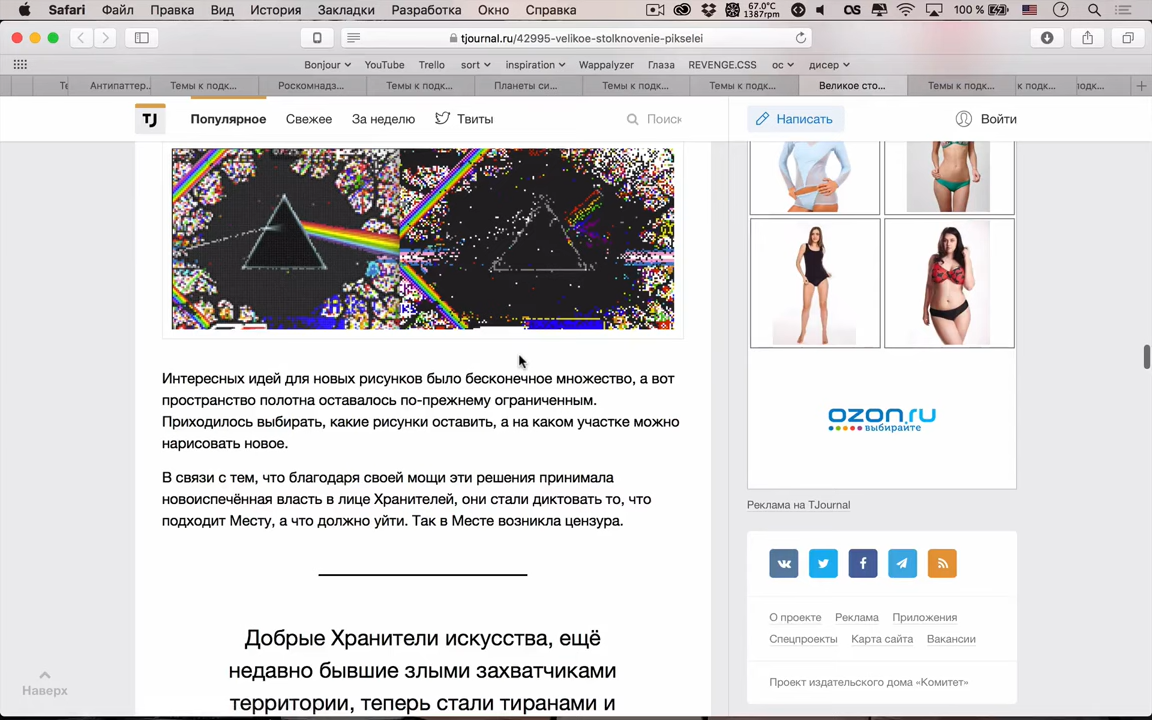 Safari Файл Правка Вид История Закладки Разработка Окно Справка 67.0°C 1387rpm 100 %
tjournal.ru/42995-velikoe-stolknovenie-pikselei
Bonjour YouTube Trello sort inspiration Wappalyzer Глаза REVENGE.CSS ос дисер
Антипаттер... Темы к подк... Роскомнадз... Темы к подк... Планеты си... Темы к подк... Темы к подк... Великое сто... Темы к подк... к подк... подк...
TJ Популярное Свежее За неделю Твиты Поиск Написать Войти
Интересных идей для новых рисунков было бесконечное множество, а вот
пространство полотна оставалось по-прежнему ограниченным.
Приходилось выбирать, какие рисунки оставить, а на каком участке можно
нарисовать новое.
В связи с тем, что благодаря своей мощи эти решения принимала
новоиспечённая власть в лице Хранителей, они стали диктовать то, что
подходит Месту, а что должно уйти. Так в Месте возникла цензура.
Добрые Хранители искусства, ещё
недавно бывшие злыми захватчиками
территории, теперь стали тиранами и
Наверх
ozon.ru
выбирайте
Реклама на TJournal
О проекте Реклама Приложения
Спецпроекты Карта сайта Вакансии
Проект издательского дома «Комитет»